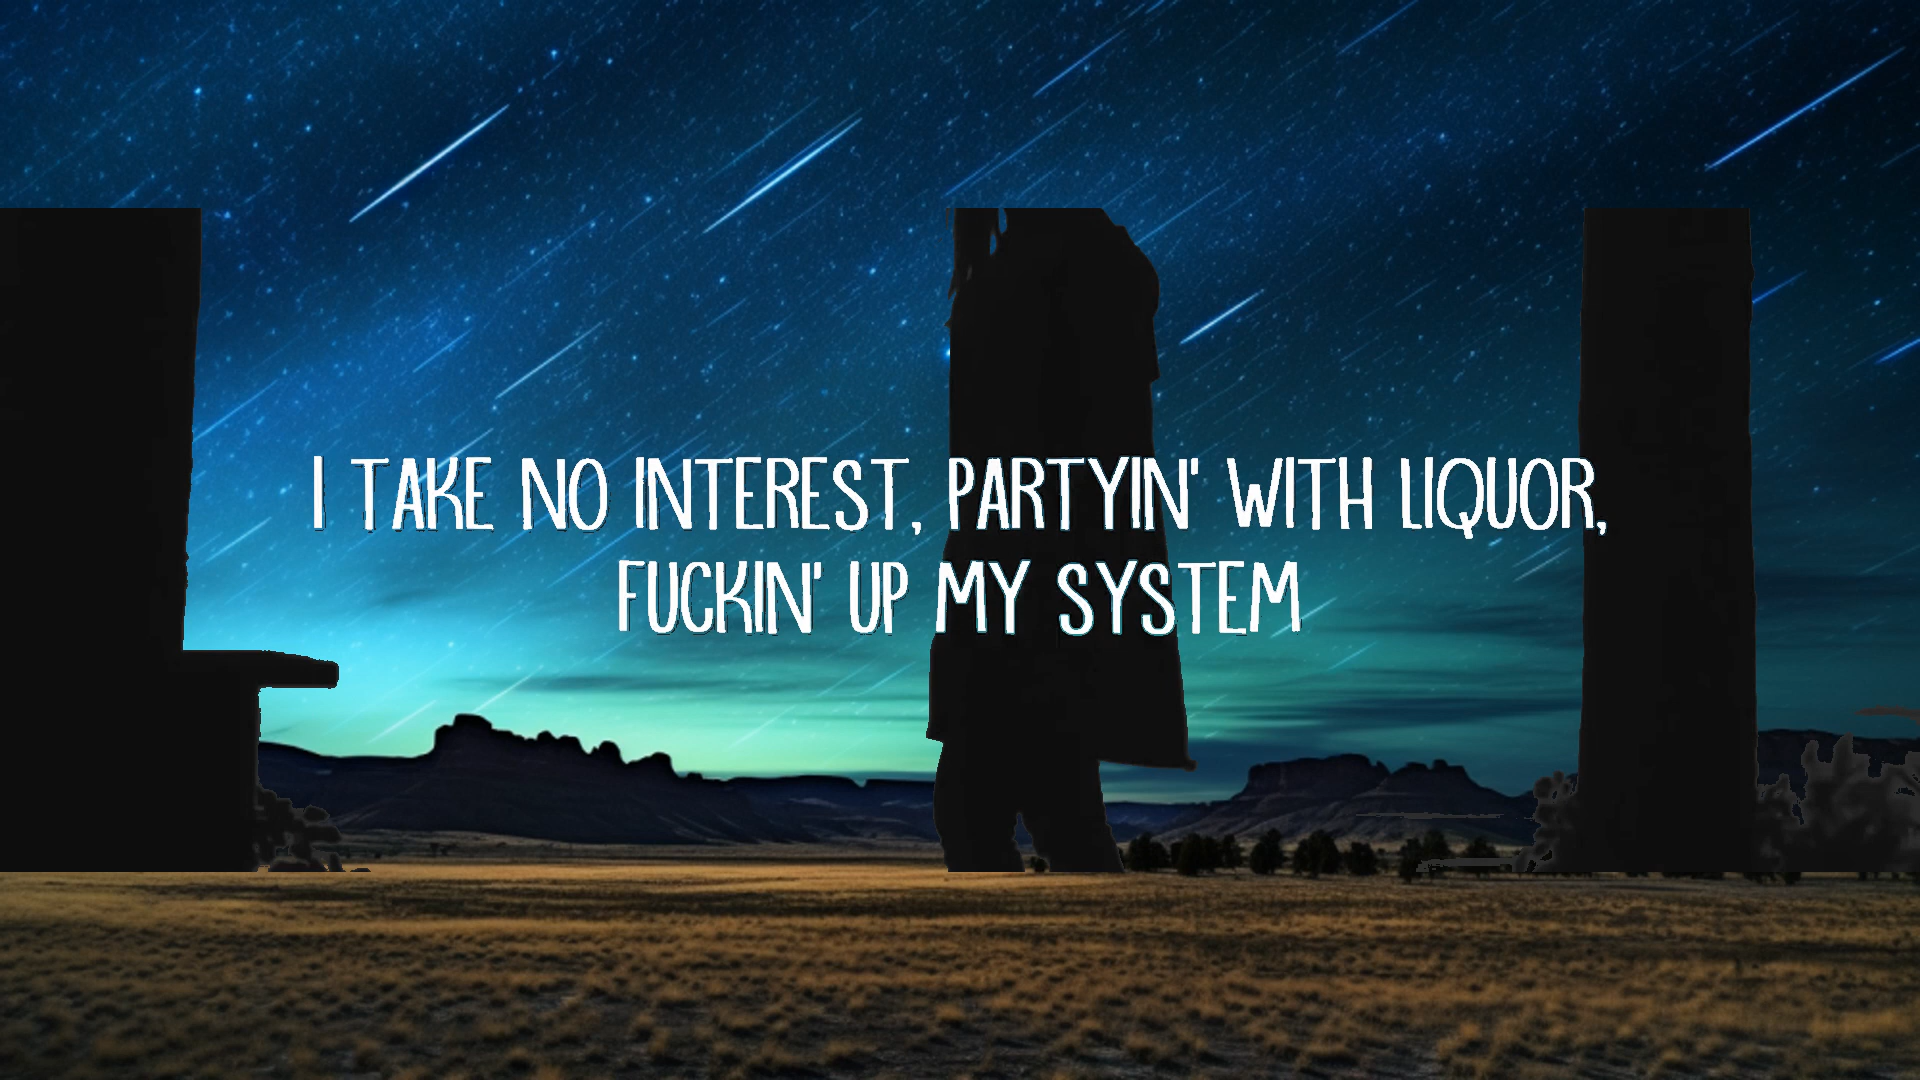 I TAKE NO INTEREST, PARTYIN' WITH LIQUOR,
FUCKIN' UP MY SYSTEM